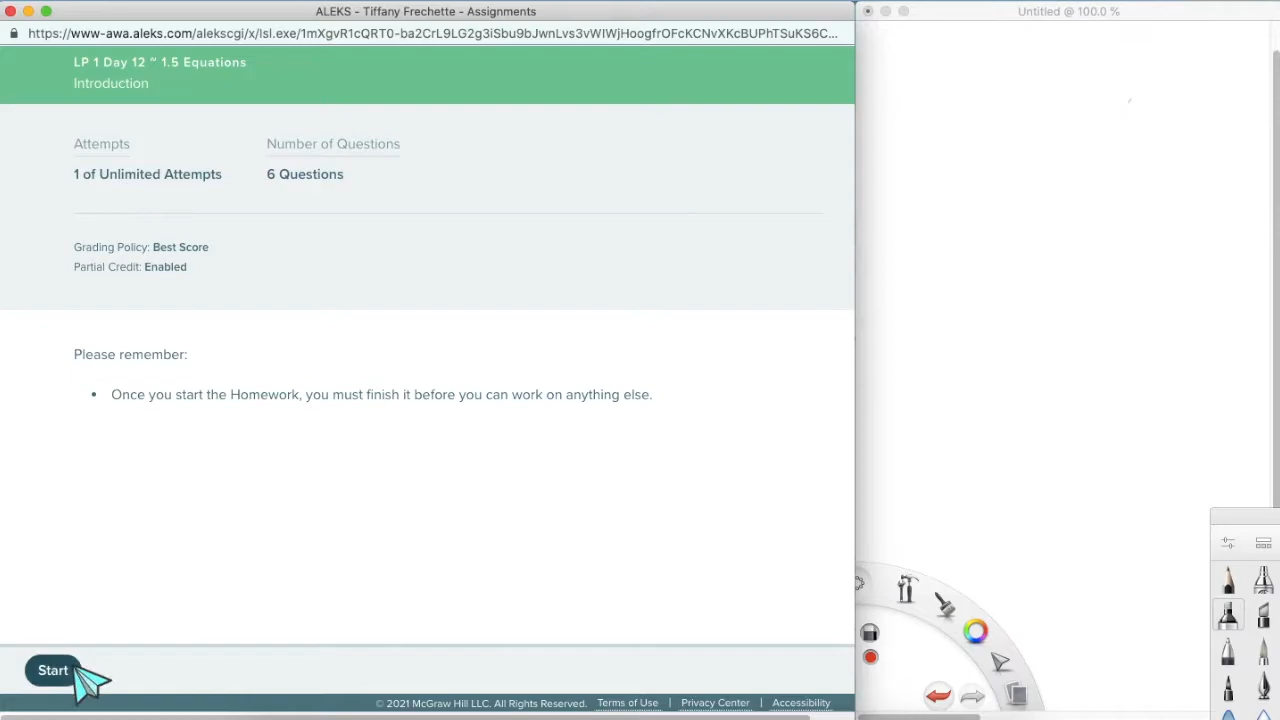 ALEKS - Tiffany Frechette - Assignments
Untitled @ 100.0 %
https://www-awa.aleks.com/alekscgi/x/Isl.exe/1mXgvR1cQRT0-ba2CrL9LG2g3iSbu9bJwnLvs3vWIWjHoogfrOFcKCNvXKcBUPhTSuKS6C...
LP 1 Day 12 ~ 1.5 Equations
Introduction
Attempts
Number of Questions
1 of Unlimited Attempts
6 Questions
Grading Policy: Best Score
Partial Credit: Enabled
Please remember:
• Once you start the Homework, you must finish it before you can work on anything else.
Start
© 2021 McGraw Hill LLC. All Rights Reserved. Terms of Use | Privacy Center | Accessibility